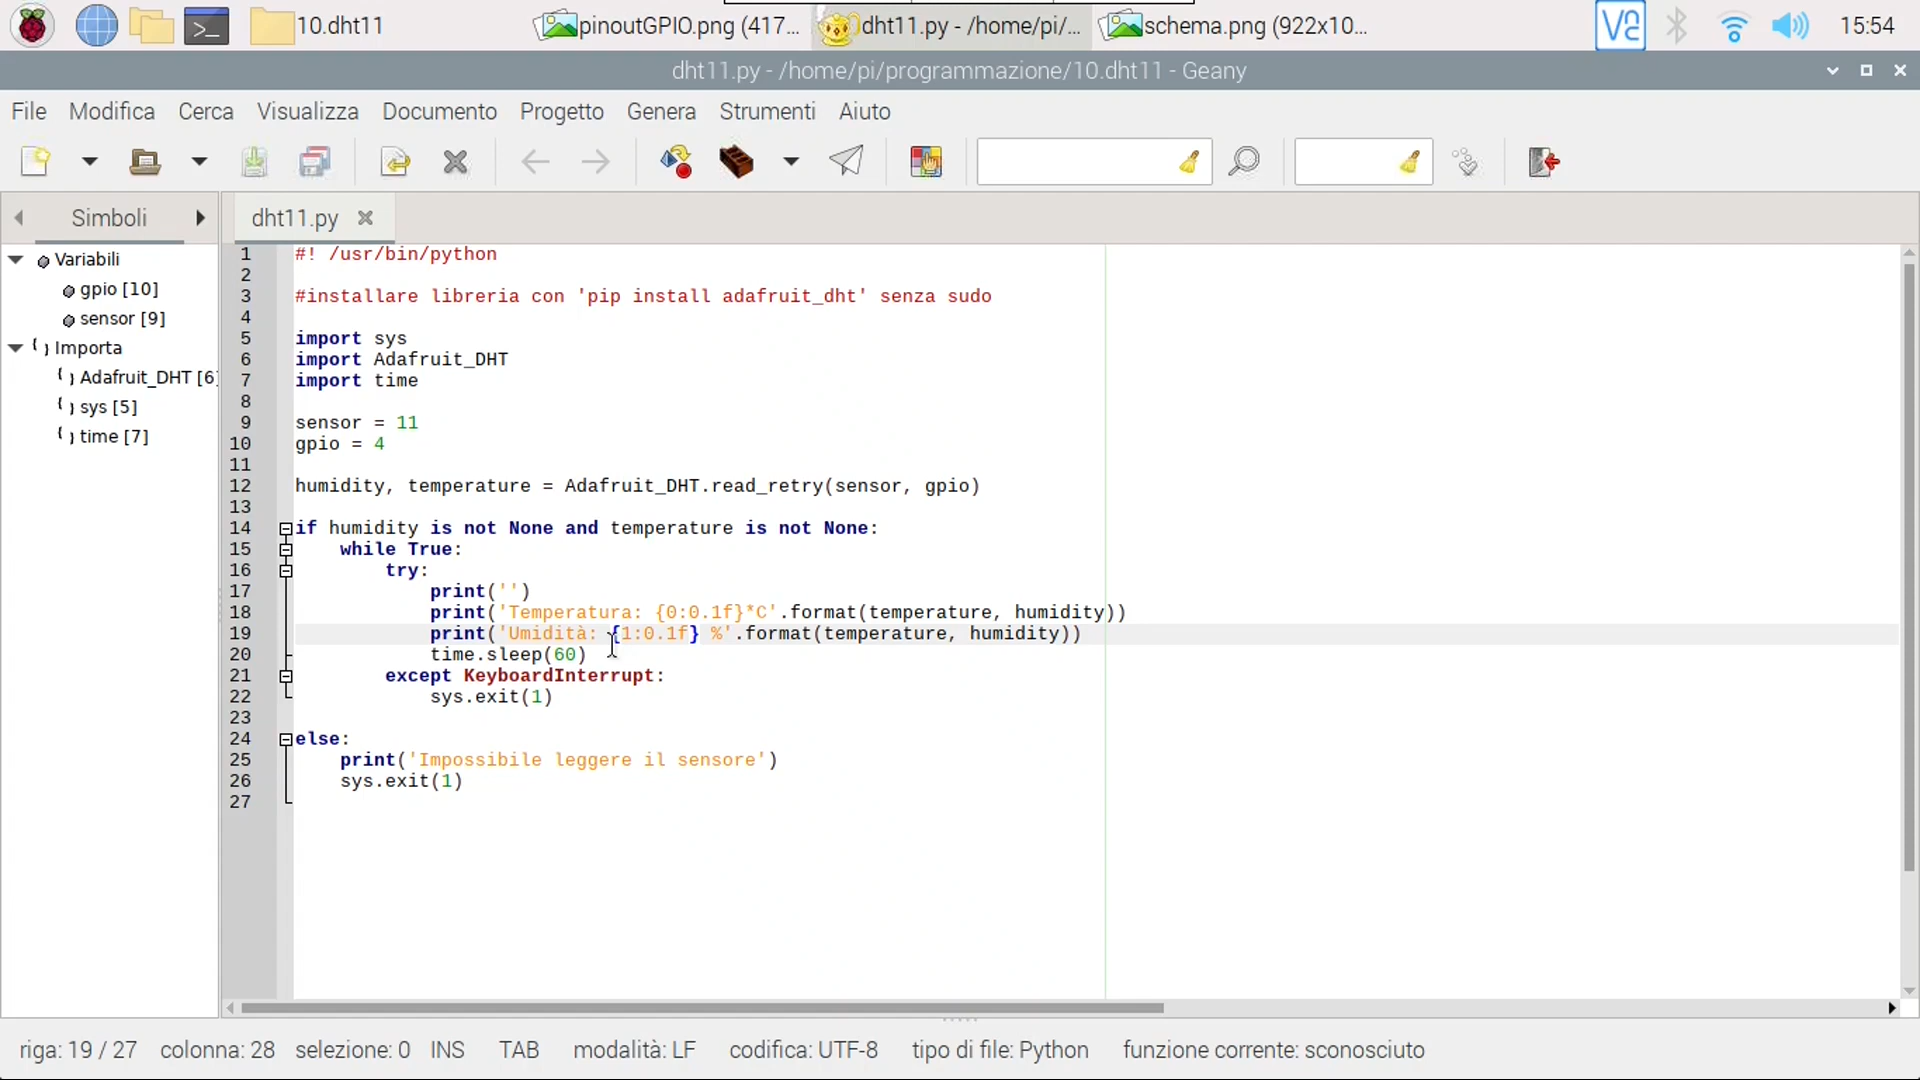 10.dht11 pinoutGPIO.png (417... dht11.py - /home/pi/... schema.png (922x10... 15:54
dht11.py - /home/pi/programmazione/10.dht11 - Geany
File Modifica Cerca Visualizza Documento Progetto Genera Strumenti Aiuto
Simboli
dht11.py
Variabili
gpio [10]
sensor [9]
Importa
Adafruit_DHT [6
sys [5]
time [7]
1 #! /usr/bin/python
2
3 #installare libreria con 'pip install adafruit_dht' senza sudo
4
5 import sys
6 import Adafruit_DHT
7 import time
8
9 sensor = 11
10 gpio = 4
11
12 humidity, temperature = Adafruit_DHT.read_retry(sensor, gpio)
13
14 if humidity is not None and temperature is not None:
15     while True:
16         try:
17             print('')
18             print('Temperatura: {0:0.1f}*C'.format(temperature, humidity))
19             print('Umidità: {1:0.1f} %'.format(temperature, humidity))
20             time.sleep(60)
21         except KeyboardInterrupt:
22             sys.exit(1)
23
24 else:
25     print('Impossibile leggere il sensore')
26     sys.exit(1)
27
riga: 19 / 27 colonna: 28 selezione: 0 INS TAB modalità: LF codifica: UTF-8 tipo di file: Python funzione corrente: sconosciuto